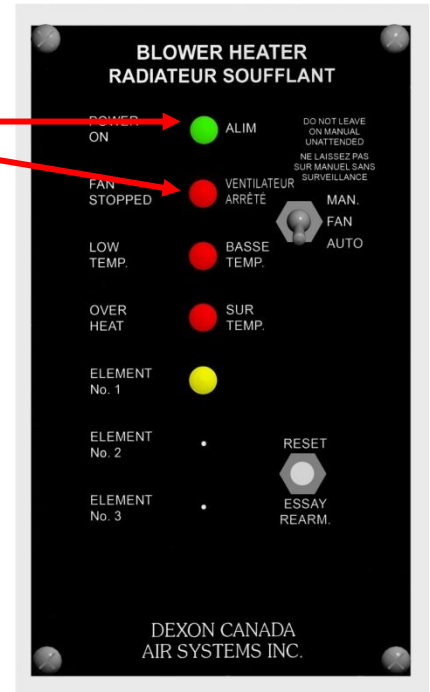 BLOWER HEATER
RADIATEUR SOUFFLANT
POWER
ON
ALIM
DO NOT LEAVE
ON MANUAL
UNATTENDED
NE LAISSEZ PAS
SUR MANUEL SANS
SURVEILLANCE
FAN
STOPPED
VENTILATEUR
ARRÊTÉ
MAN.
FAN
AUTO
LOW
TEMP.
BASSE
TEMP.
OVER
HEAT
SUR
TEMP.
ELEMENT
No. 1
ELEMENT
No. 2
ELEMENT
No. 3
RESET
ESSAY
REARM.
DEXON CANADA
AIR SYSTEMS INC.